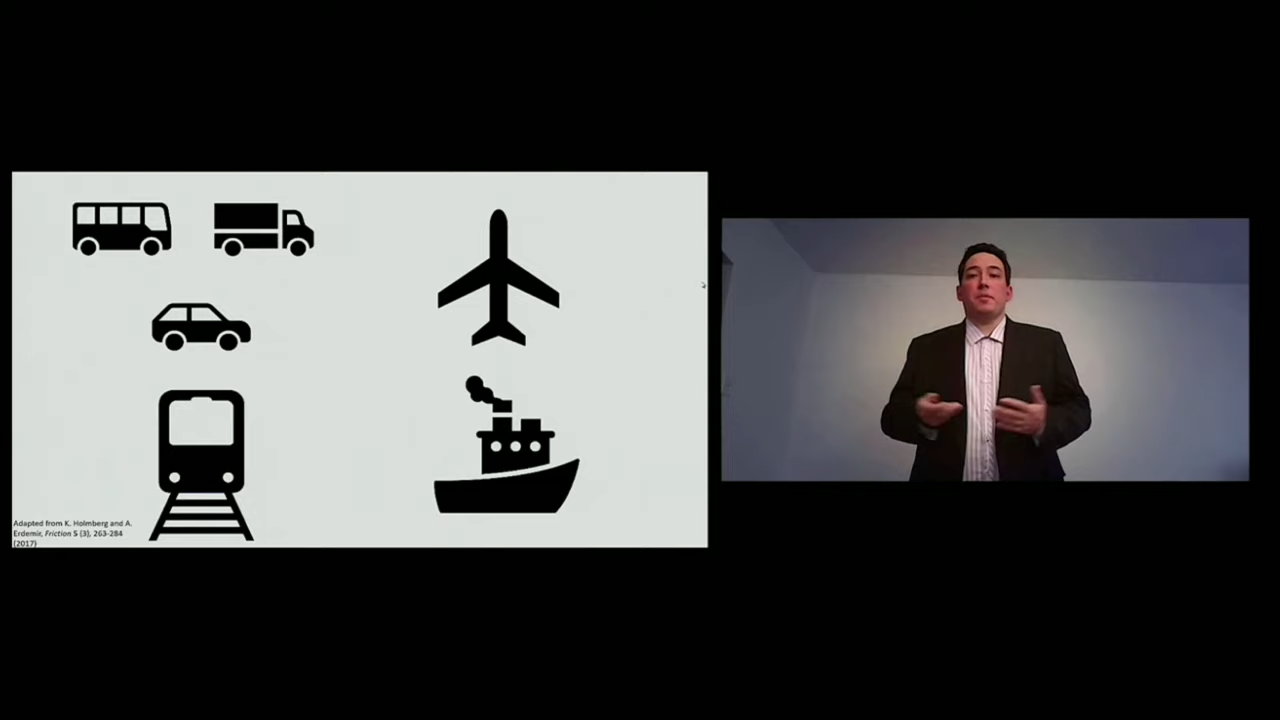 Adapted from K. Holmberg and A.
Erdemir, Friction 5 (3), 263-284
(2017)